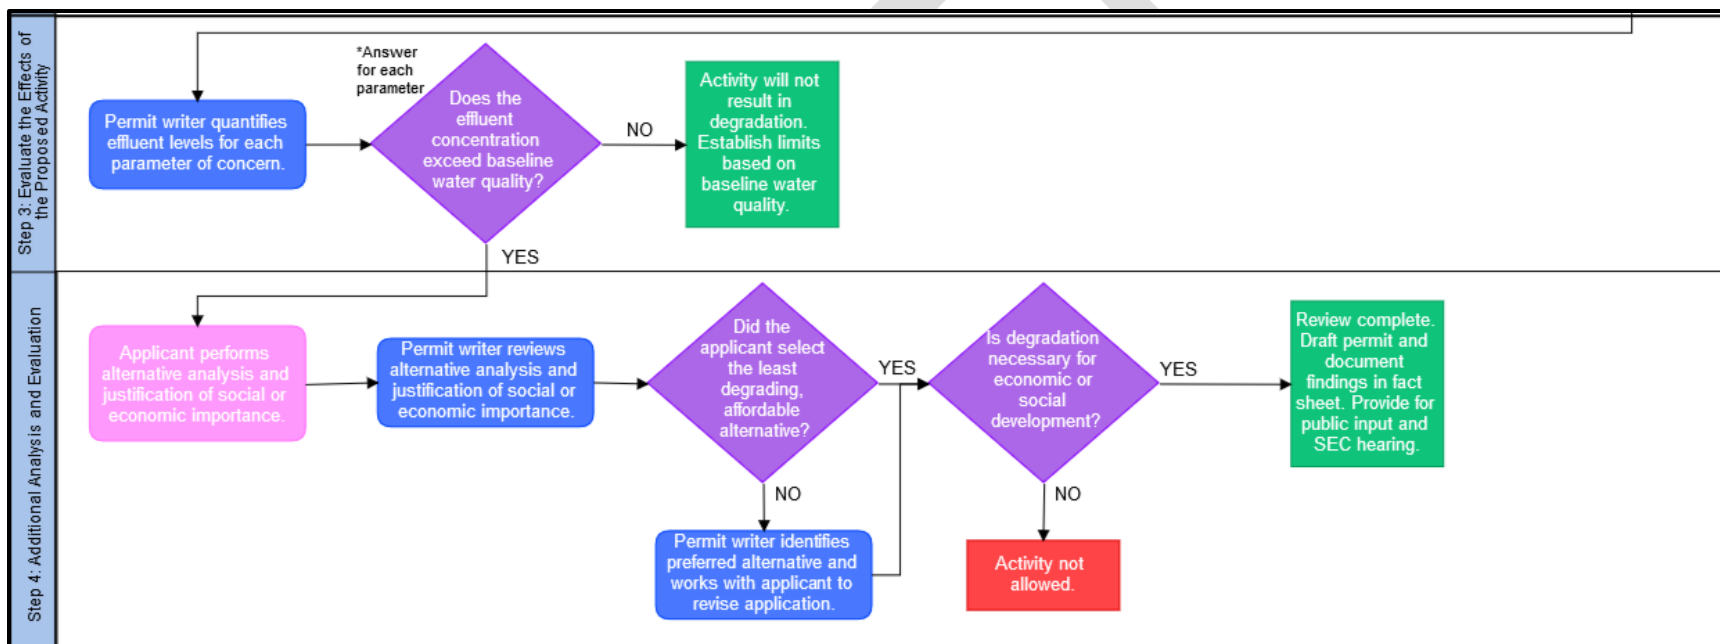 Step 3: Evaluate the Effects of
the Proposed Activity
Permit writer quantifies
effluent levels for each
parameter of concern.
*Answer
for each
parameter
Does the
effluent
concentration
exceed baseline
water quality?
NO
Activity will not
result in
degradation.
Establish limits
based on
baseline water
quality.
YES
Step 4: Additional Analysis and Evaluation
Applicant performs
alternative analysis and
justification of social or
economic importance.
Permit writer reviews
alternative analysis and
justification of social or
economic importance.
Did the
applicant select
the least
degrading,
affordable
alternative?
YES
NO
Permit writer identifies
preferred alternative and
works with applicant to
revise application.
Is degradation
necessary for
economic or
social
development?
YES
NO
Activity not
allowed.
Review complete.
Draft permit and
document
findings in fact
sheet. Provide for
public input and
SEC hearing.